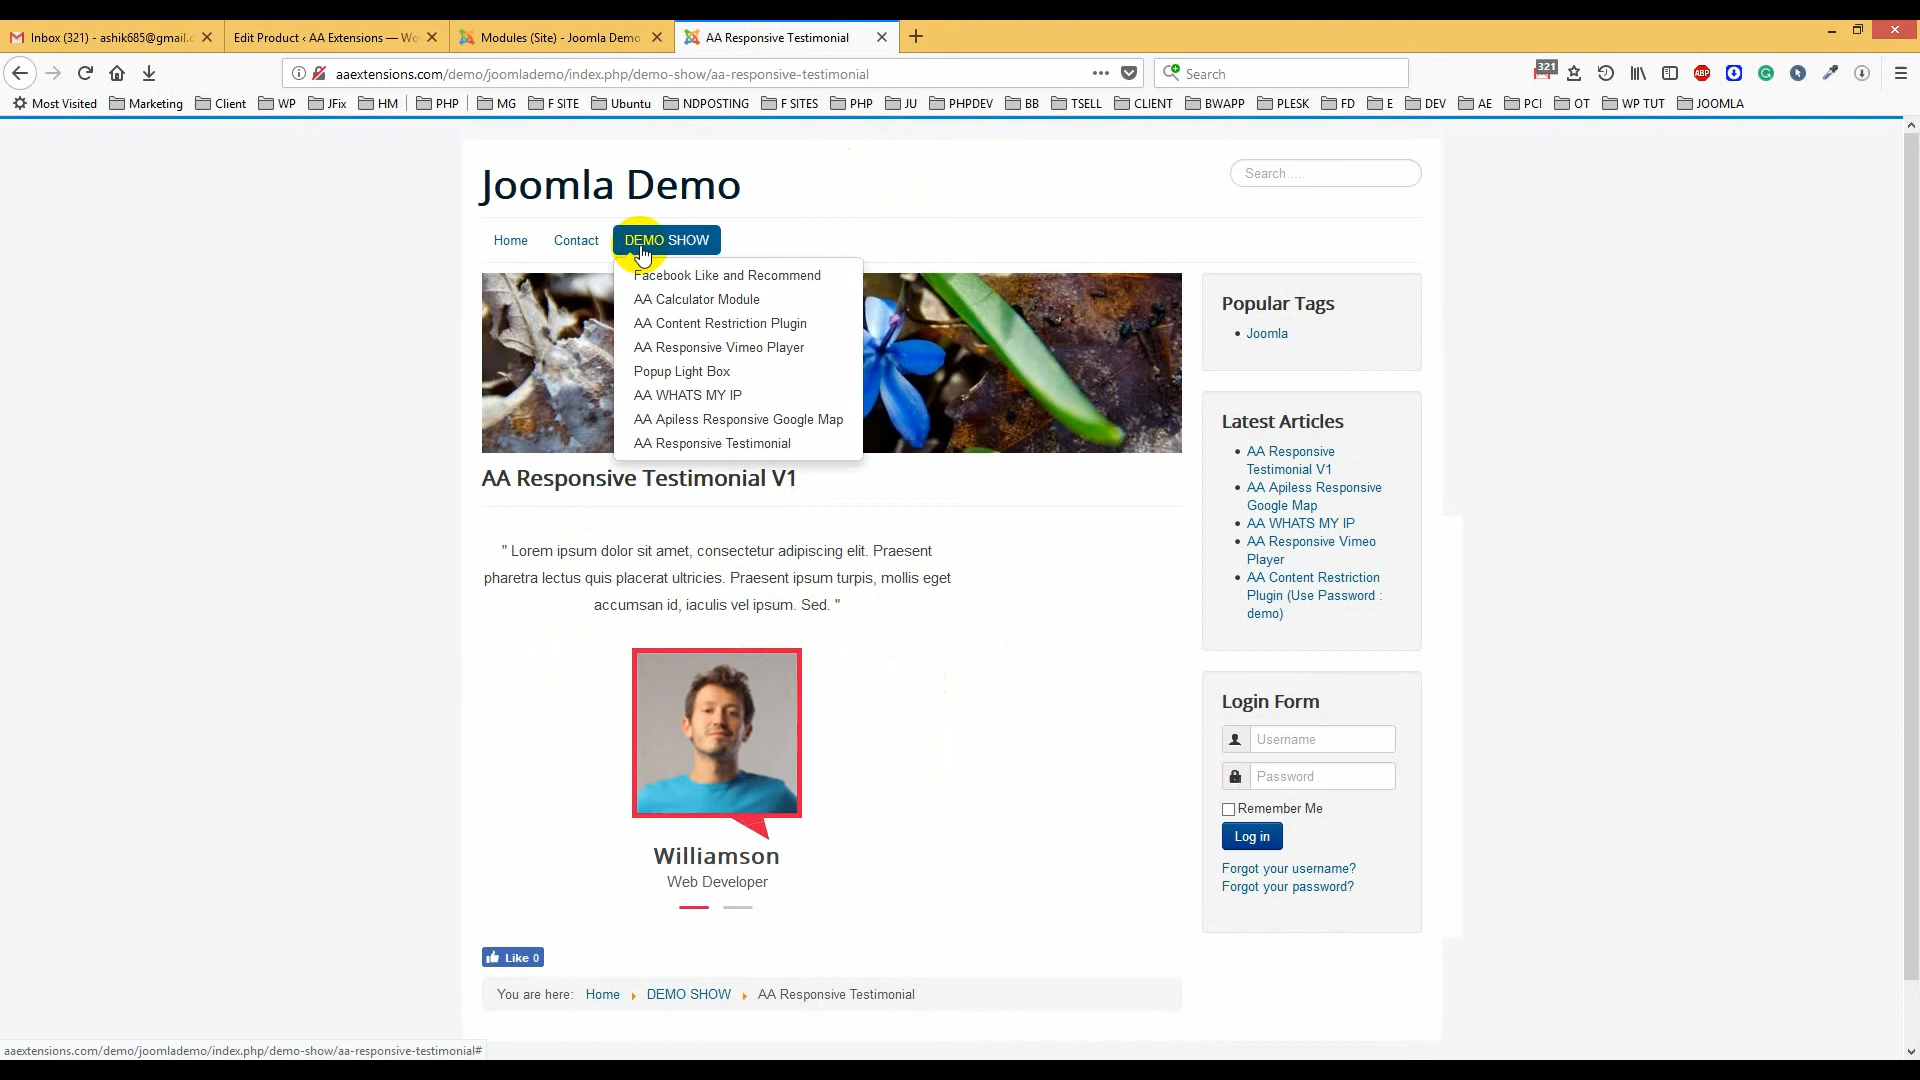 Inbox (321) - ashik685@gmail.c
Edit Product ‹ AA Extensions — Wo
Modules (Site) - Joomla Demo
AA Responsive Testimonial
aaextensions.com/demo/joomlademo/index.php/demo-show/aa-responsive-testimonial
Search
321
ABP
Most Visited
Marketing
Client
WP
JFix
HM
PHP
MG
F SITE
Ubuntu
NDPOSTING
F SITES
PHP
JU
PHPDEV
BB
TSELL
CLIENT
BWAPP
PLESK
FD
E
DEV
AE
PCI
OT
WP TUT
JOOMLA
Joomla Demo
Search ...
Home
Contact
DEMO SHOW
Facebook Like and Recommend
AA Calculator Module
AA Content Restriction Plugin
AA Responsive Vimeo Player
Popup Light Box
AA WHATS MY IP
AA Apiless Responsive Google Map
AA Responsive Testimonial
AA Responsive Testimonial V1
" Lorem ipsum dolor sit amet, consectetur adipiscing elit. Praesent
pharetra lectus quis placerat ultricies. Praesent ipsum turpis, mollis eget
accumsan id, iaculis vel ipsum. Sed. "
Williamson
Web Developer
Like 0
You are here:
Home
DEMO SHOW
AA Responsive Testimonial
Popular Tags
Joomla
Latest Articles
AA Responsive
Testimonial V1
AA Apiless Responsive
Google Map
AA WHATS MY IP
AA Responsive Vimeo
Player
AA Content Restriction
Plugin (Use Password :
demo)
Login Form
Username
Password
Remember Me
Log in
Forgot your username?
Forgot your password?
aaextensions.com/demo/joomlademo/index.php/demo-show/aa-responsive-testimonial#